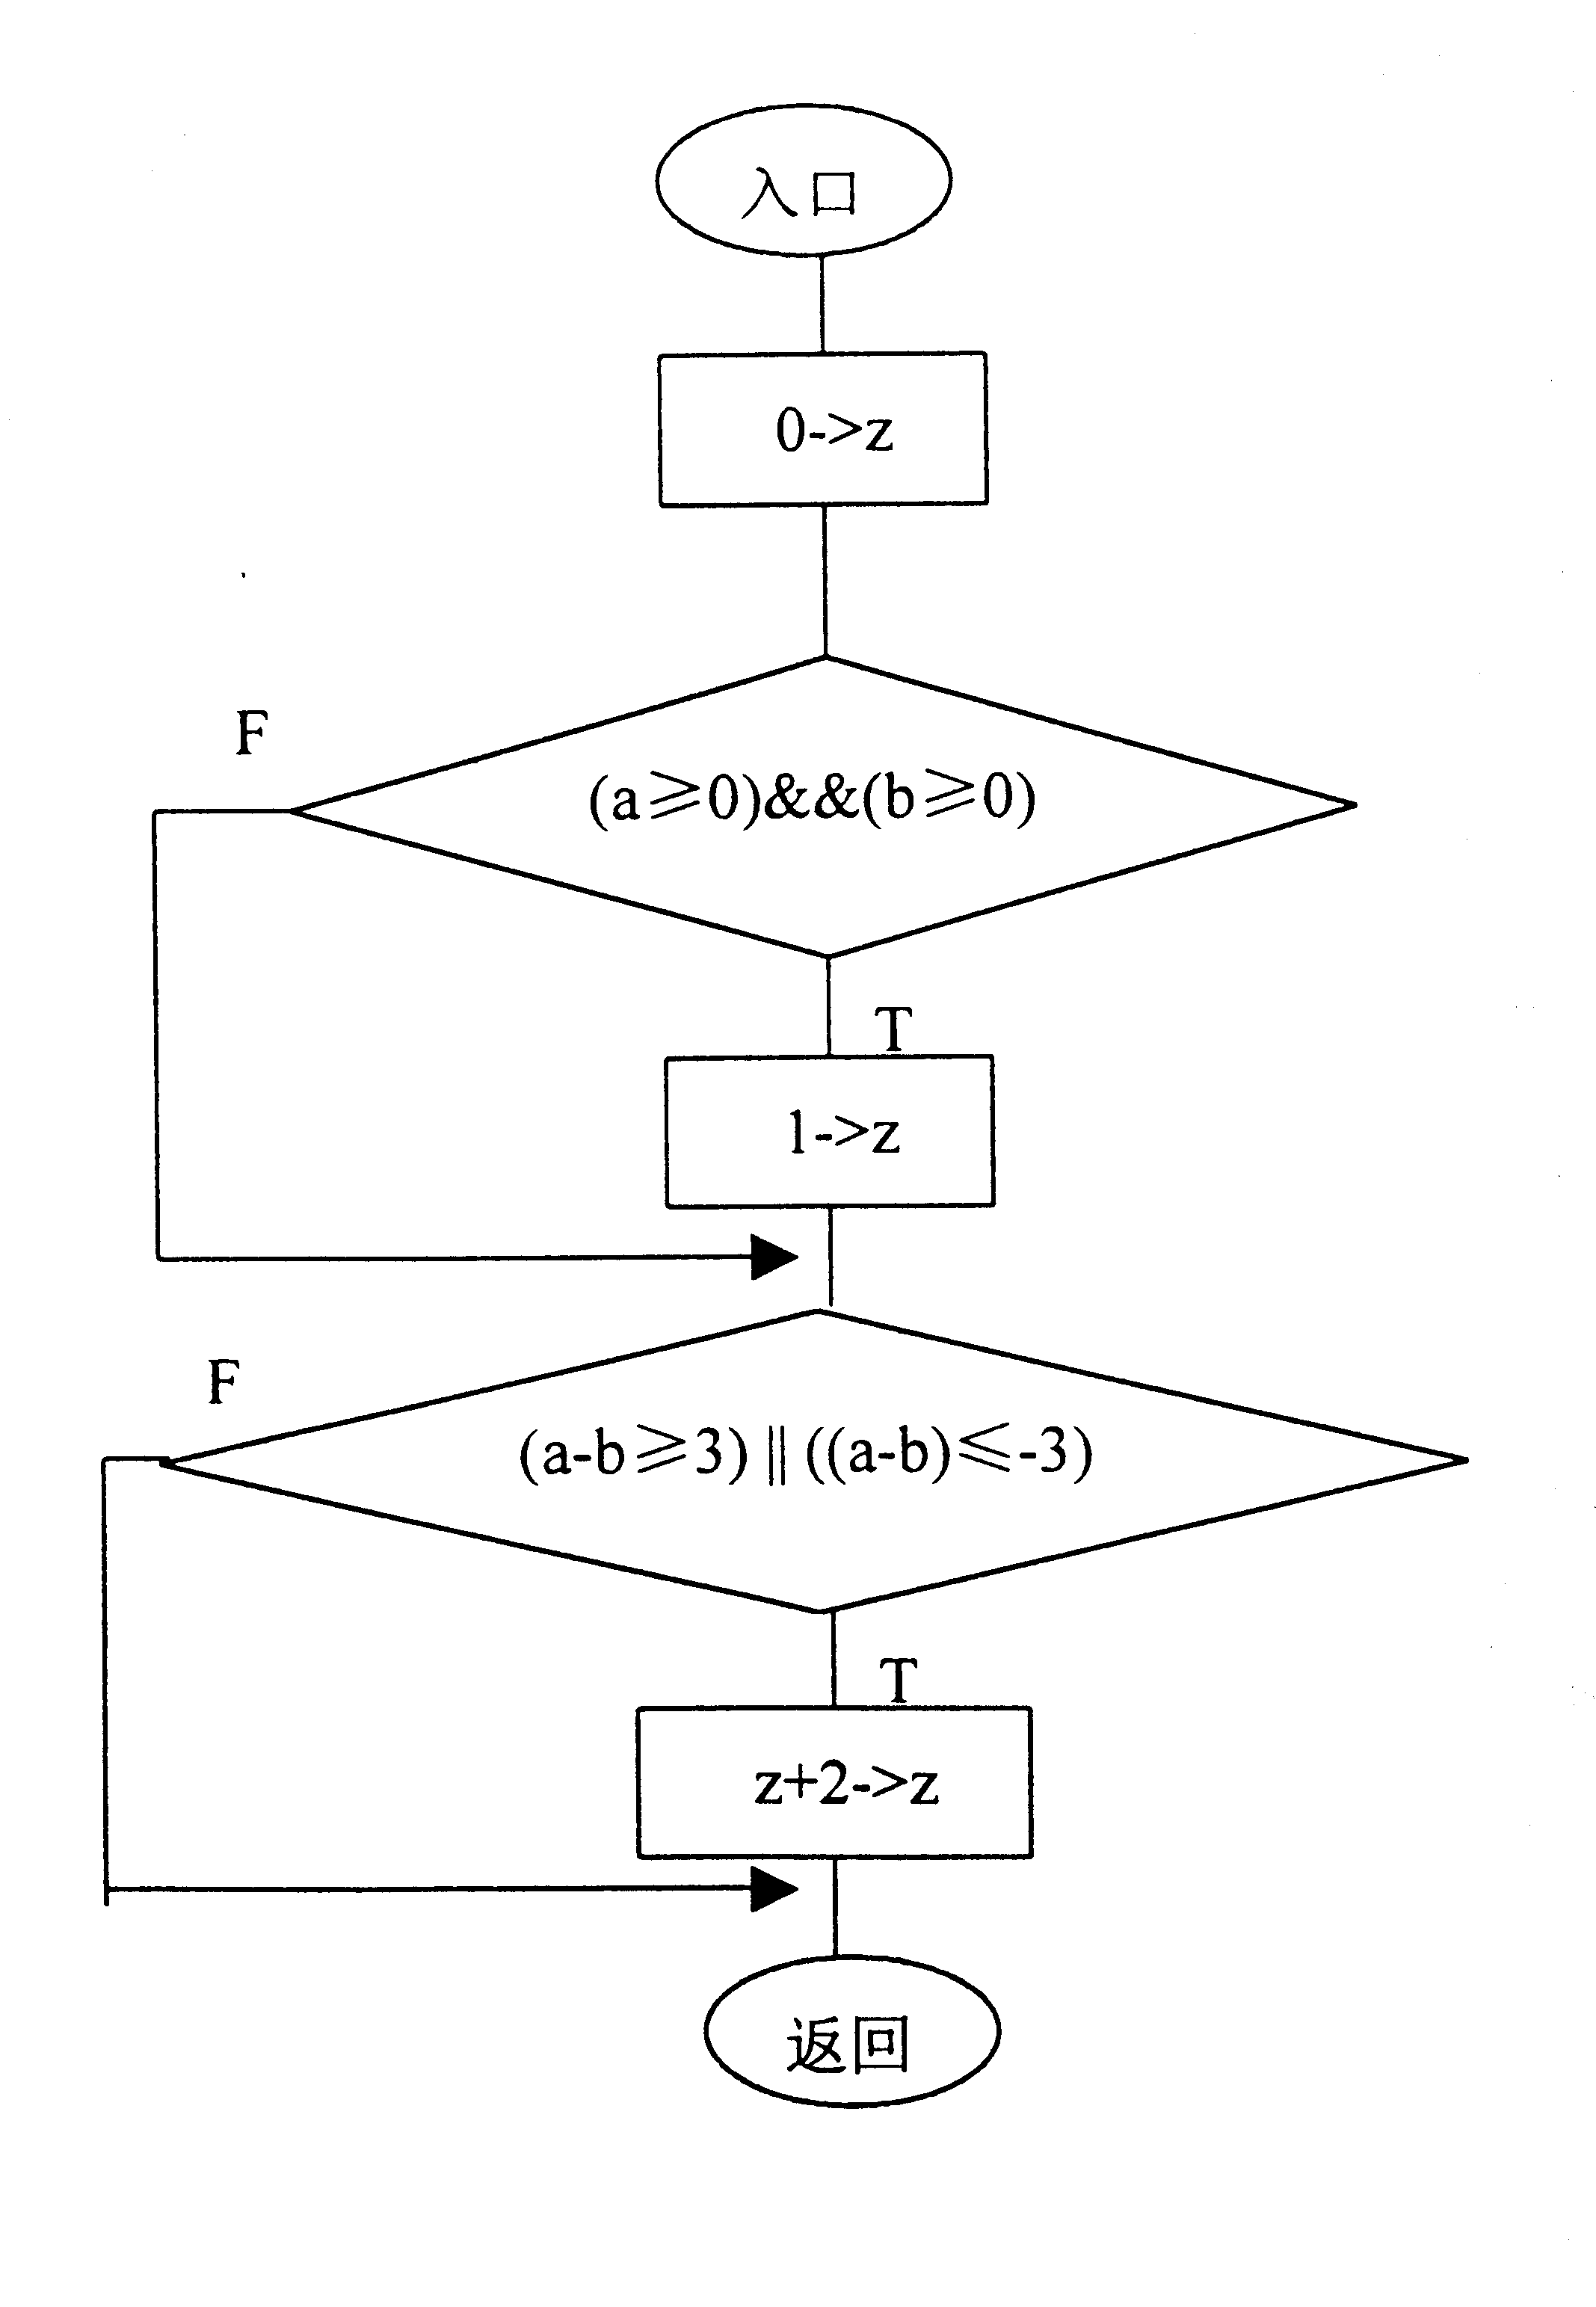 入口
0->z
F
(a≥0)&&(b≥0)
T
1->z
F
(a-b≥3) || ((a-b)≤-3)
T
z+2->z
返回